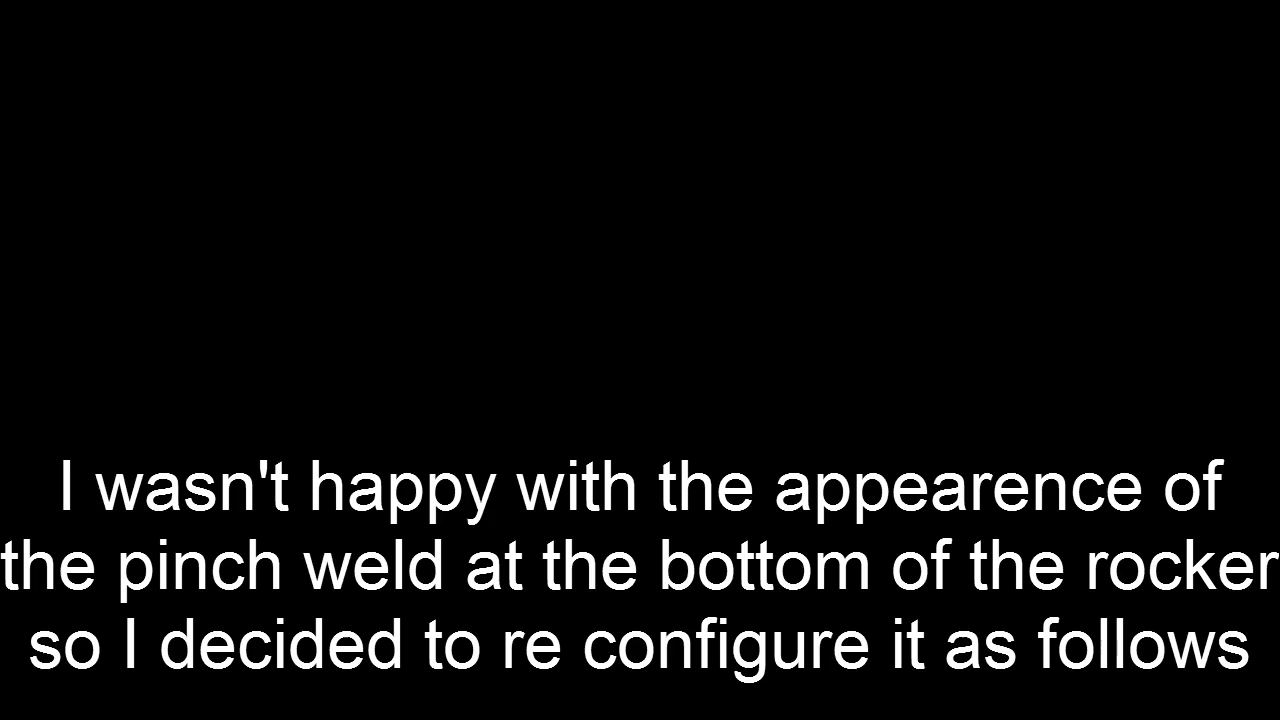 I wasn't happy with the appearence of
the pinch weld at the bottom of the rocker
so I decided to re configure it as follows